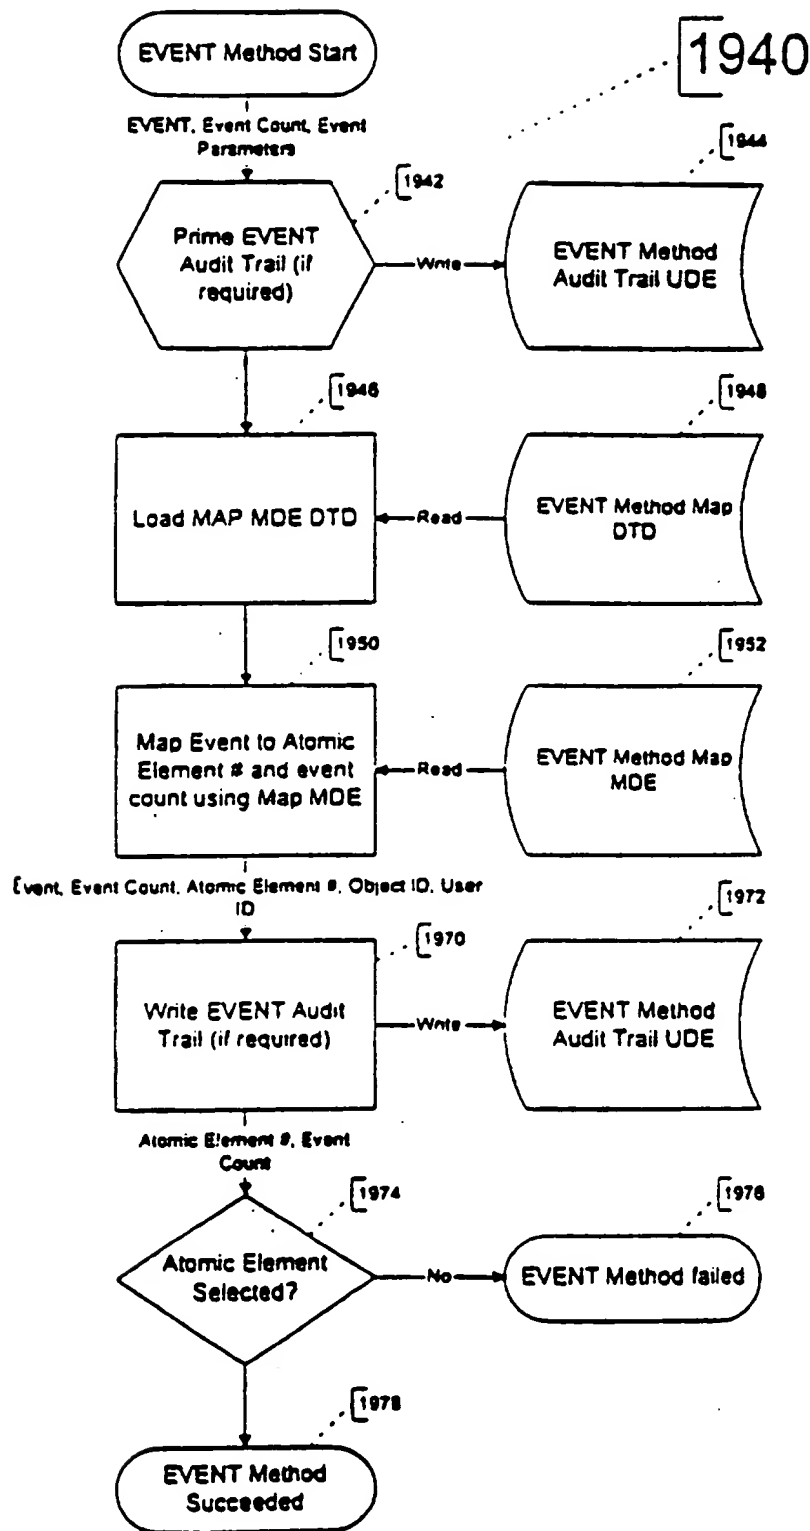 EVENT Method Start
1940
EVENT, Event Count, Event
Parameters
1944
1942
Prime EVENT
Audit Trail (if
required)
Write
EVENT Method
Audit Trail UDE
1946
1948
Load MAP MDE DTD
Read
EVENT Method Map
DTD
1950
1952
Map Event to Atomic
Element # and event
count using Map MDE
Read
EVENT Method Map
MDE
Event, Event Count, Atomic Element #, Object ID, User
ID
1972
1970
Write EVENT Audit
Trail (if required)
Write
EVENT Method
Audit Trail UDE
Atomic Element #, Event
Count
1974
1976
Atomic Element
Selected?
No
EVENT Method failed
1978
EVENT Method
Succeeded